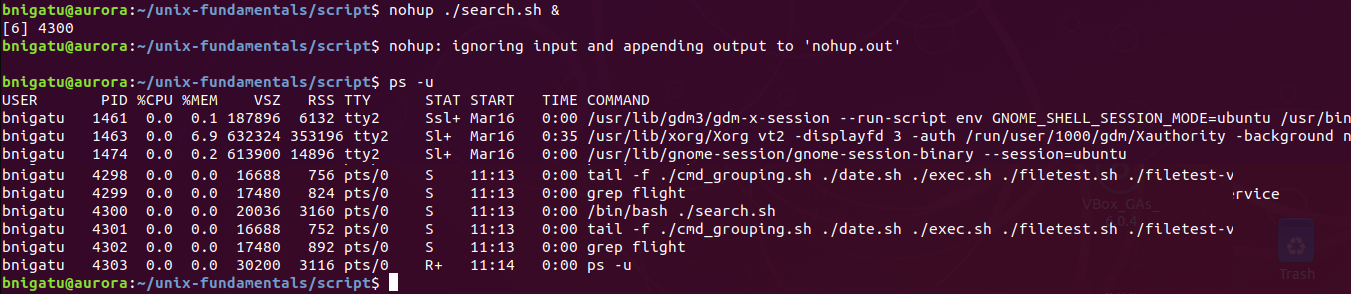 bnigatu@aurora:~/unix-fundamentals/script$ nohup ./search.sh &
[6] 4300
bnigatu@aurora:~/unix-fundamentals/script$ nohup: ignoring input and appending output to 'nohup.out'
bnigatu@aurora:~/unix-fundamentals/script$ ps -u
USER       PID %CPU %MEM    VSZ   RSS TTY      STAT START   TIME COMMAND
bnigatu   1461  0.0  0.1 187896  6132 tty2     Ssl+ Mar16   0:00 /usr/lib/gdm3/gdm-x-session --run-script env GNOME_SHELL_SESSION_MODE=ubuntu /usr/bin
bnigatu   1463  0.0  6.9 632324 353196 tty2    Sl+  Mar16   0:35 /usr/lib/xorg/Xorg vt2 -displayfd 3 -auth /run/user/1000/gdm/Xauthority -background n
bnigatu   1474  0.0  0.2 613900 14896 tty2     Sl+  Mar16   0:00 /usr/lib/gnome-session/gnome-session-binary --session=ubuntu
bnigatu   4298  0.0  0.0  16688   756 pts/0    S    11:13   0:00 tail -f ./cmd_grouping.sh ./date.sh ./exec.sh ./filetest.sh ./filetest-v
bnigatu   4299  0.0  0.0  17480   824 pts/0    S    11:13   0:00 grep flight
ervice
bnigatu   4300  0.0  0.0  20036  3160 pts/0    S    11:13   0:00 /bin/bash ./search.sh
VBox_GAs_
6.0.4
bnigatu   4301  0.0  0.0  16688   752 pts/0    S    11:13   0:00 tail -f ./cmd_grouping.sh ./date.sh ./exec.sh ./filetest.sh ./filetest-v
bnigatu   4302  0.0  0.0  17480   892 pts/0    S    11:13   0:00 grep flight
bnigatu   4303  0.0  0.0  30200  3116 pts/0    R+   11:14   0:00 ps -u
Trash
bnigatu@aurora:~/unix-fundamentals/script$